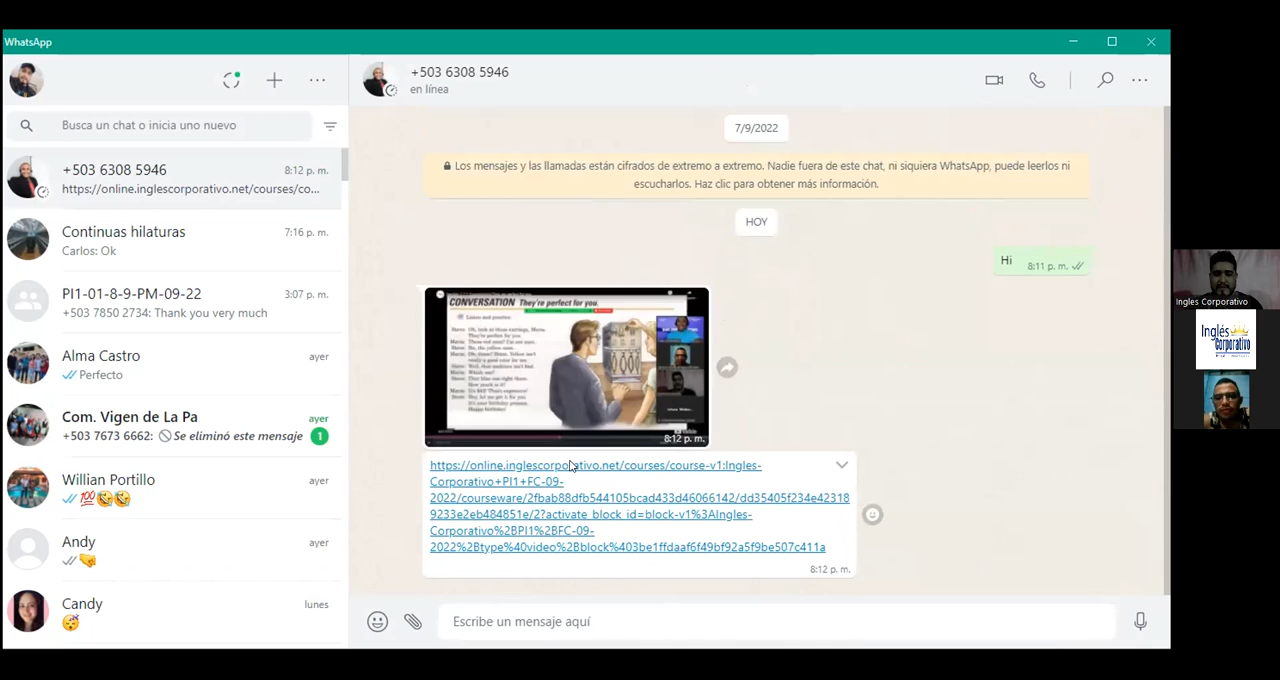 WhatsApp
+503 6308 5946
en línea
Busca un chat o inicia uno nuevo
+503 6308 5946 8:12 p. m.
https://online.inglescorporativo.net/courses/co...
Continuas hilaturas 7:16 p. m.
Carlos: Ok
PI1-01-8-9-PM-09-22 3:07 p. m.
+503 7850 2734: Thank you very much
Alma Castro ayer
Perfecto
Com. Vigen de La Pa ayer
+503 7673 6662: Se eliminó este mensaje 1
Willian Portillo ayer
💯🤣🤣
Andy ayer
Candy lunes
7/9/2022
Los mensajes y las llamadas están cifrados de extremo a extremo. Nadie fuera de este chat, ni siquiera WhatsApp, puede leerlos ni
escucharlos. Haz clic para obtener más información.
HOY
Hi 8:11 p. m.
CONVERSATION They're perfect for you.
Listen and practice.
8:12 p. m.
https://online.inglescorporativo.net/courses/course-v1:Ingles-
Corporativo+PI1+FC-09-
2022/courseware/2fbab88dfb544105bcad433d46066142/dd35405f234e42318
9233e2eb484851e/2?activate_block_id=block-v1%3AIngles-
Corporativo%2BPI1%2BFC-09-
2022%2Btype%40video%2Bblock%403be1ffdaaf6f49bf92a5f9be507c411a
8:12 p. m.
Escribe un mensaje aquí
Ingles Corporativo
Inglés
Corporativo